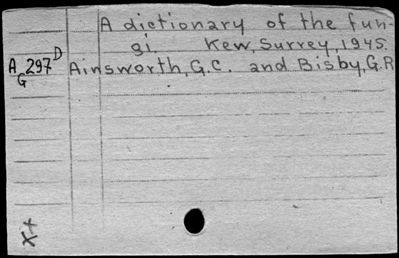 A dictionary of the fun-
gi. Kew, Surrey, 1945.
A 297 D Ainsworth, G.C. and Bisby, G.R
G
x+